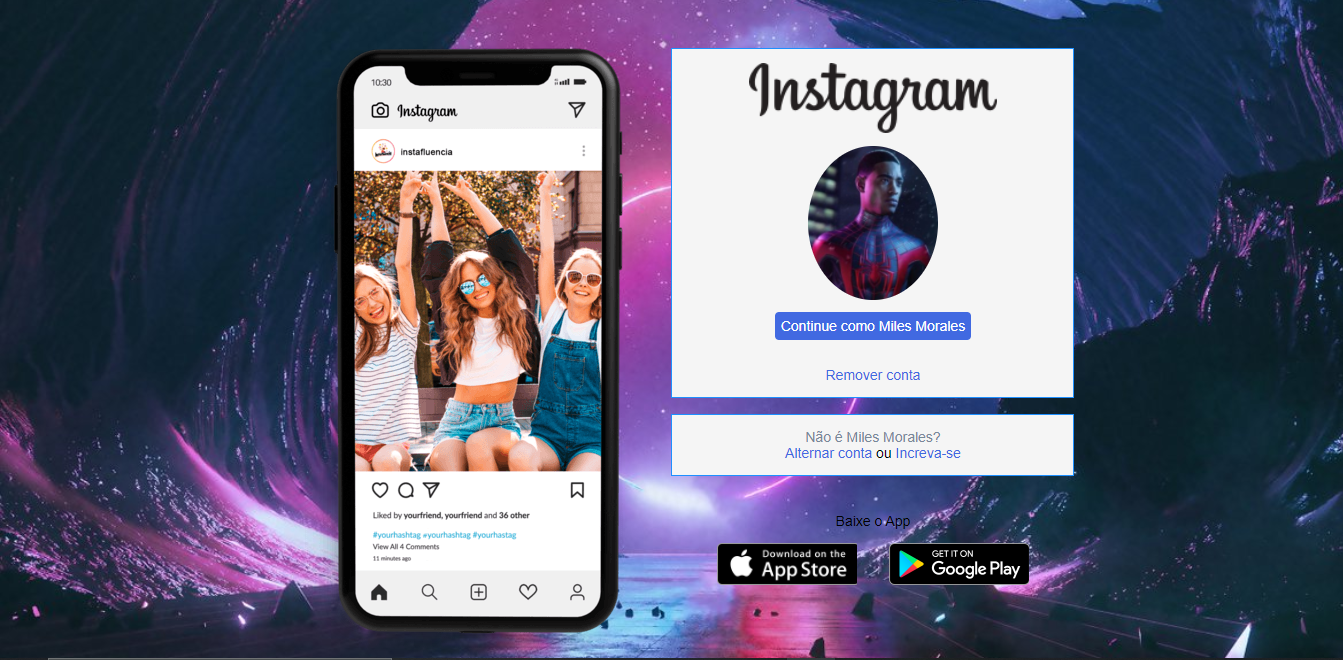 10:30
Instagram
instafluencia
Liked by yourfriend, yourfriend and 36 other
#yourhashtag #yourhashtag #yourhastag
View All 4 Comments
11 minutes ago
Instagram
Continue como Miles Morales
Remover conta
Não é Miles Morales?
Alternar conta ou Increva-se
Baixe o App
Download on the
App Store
GET IT ON
Google Play